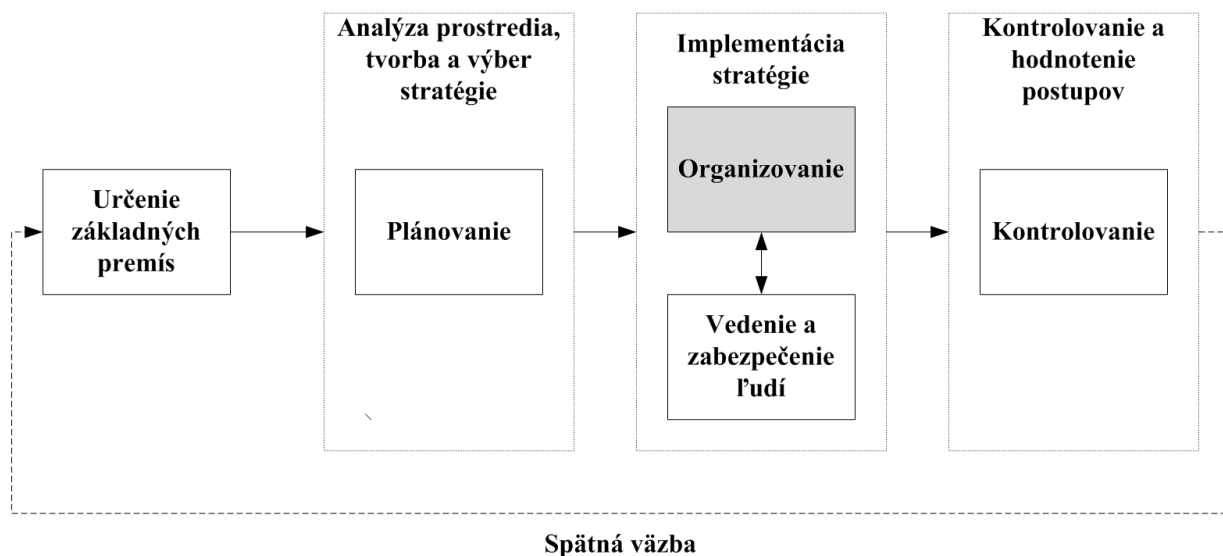 Určenie
základných
premís
Analýza prostredia,
tvorba a výber
stratégie
Plánovanie
Implementácia
stratégie
Organizovanie
Vedenie a
zabezpečenie
ľudí
Kontrolovanie a
hodnotenie
postupov
Kontrolovanie
Spätná väzba